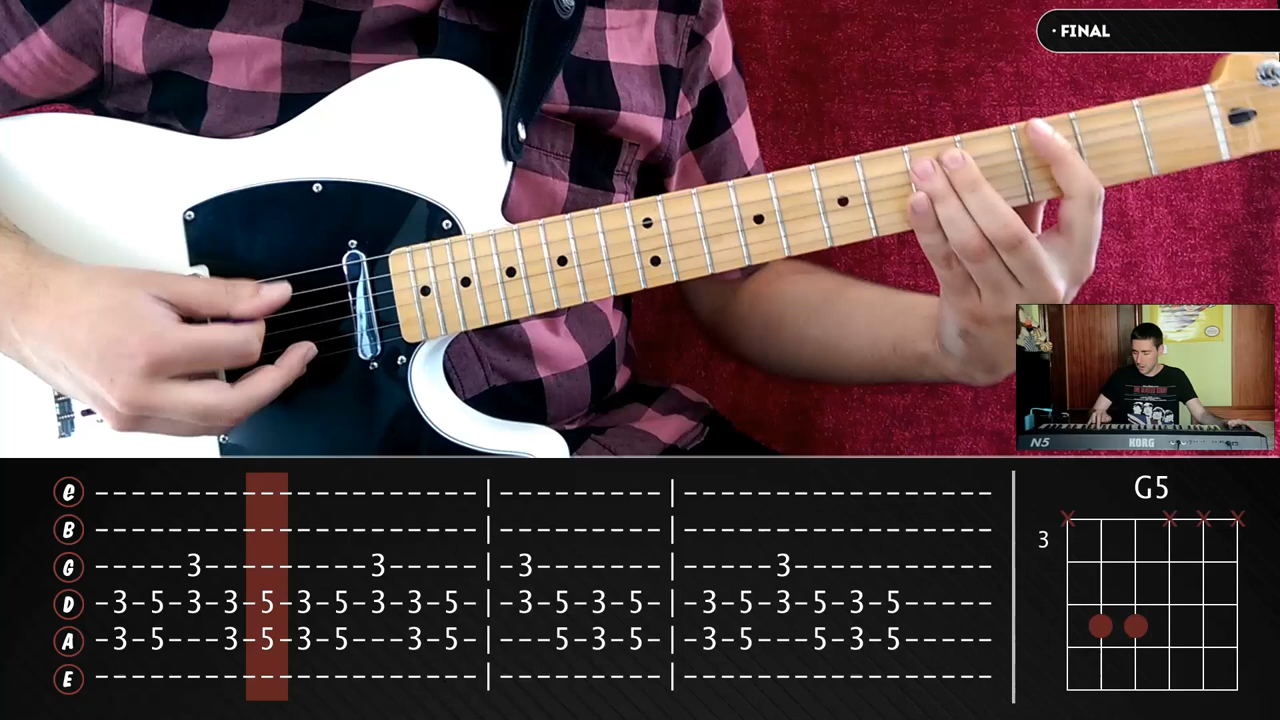 · FINAL
N5 KORG
G5
3
e--------------------|--------|----------------
B--------------------|--------|----------------
G-----3---------3-----|-3------|-----3----------
D-3-5-3-3-5-3-5-3-3-5-|-3-5-3-5-|-3-5-3-5-3-5-----
A-3-5---3-5-3-5---3-5-|---5-3-5-|-3-5---5-3-5-----
E--------------------|--------|----------------
x x x x